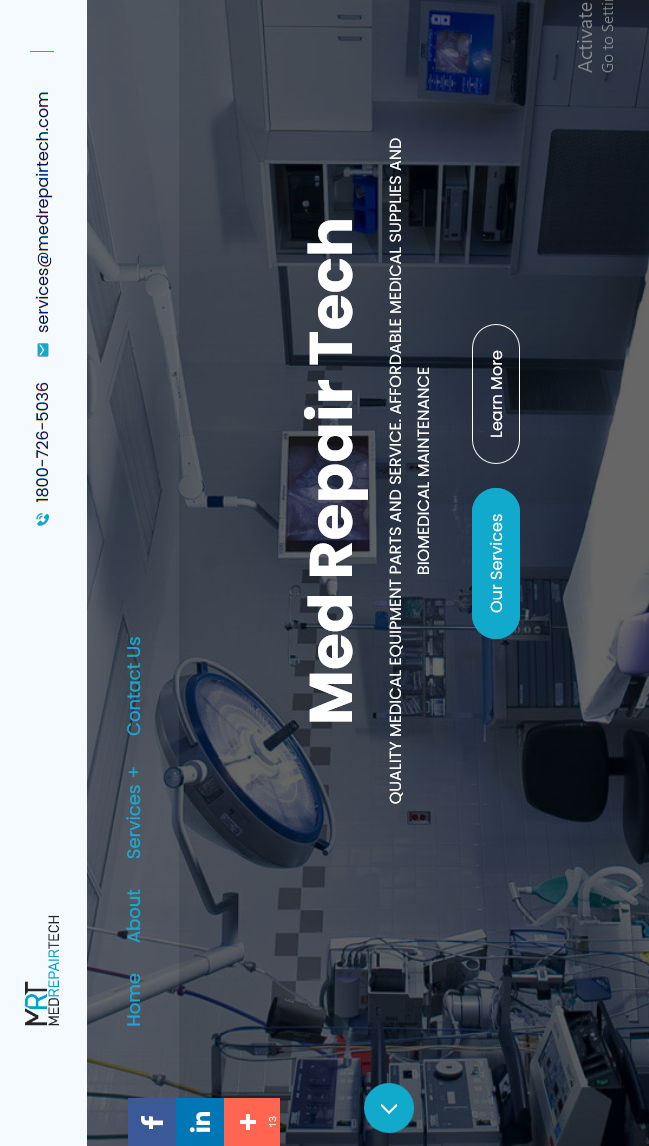 MRT
MEDREPAIRTECH
1800-726-5036
services@medrepairtech.com
Home
About
Services +
Contact Us
Med Repair Tech
QUALITY MEDICAL EQUIPMENT PARTS AND SERVICE. AFFORDABLE MEDICAL SUPPLIES AND
BIOMEDICAL MAINTENANCE
Our Services
Learn More
f
in
+
13
Activate
Go to